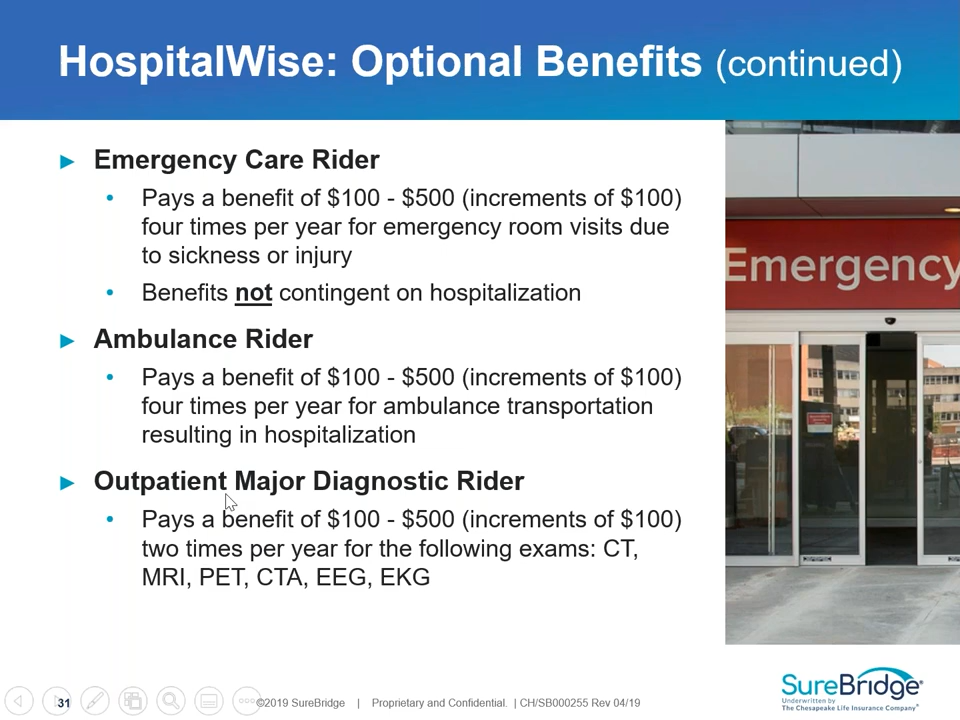 HospitalWise: Optional Benefits (continued)
► Emergency Care Rider
• Pays a benefit of $100 - $500 (increments of $100)
four times per year for emergency room visits due
to sickness or injury
• Benefits not contingent on hospitalization
► Ambulance Rider
• Pays a benefit of $100 - $500 (increments of $100)
four times per year for ambulance transportation
resulting in hospitalization
► Outpatient Major Diagnostic Rider
• Pays a benefit of $100 - $500 (increments of $100)
two times per year for the following exams: CT,
MRI, PET, CTA, EEG, EKG
Emergency
31 ©2019 SureBridge | Proprietary and Confidential. | CH/SB000255 Rev 04/19
SureBridge®
Underwritten by
The Chesapeake Life Insurance Company®